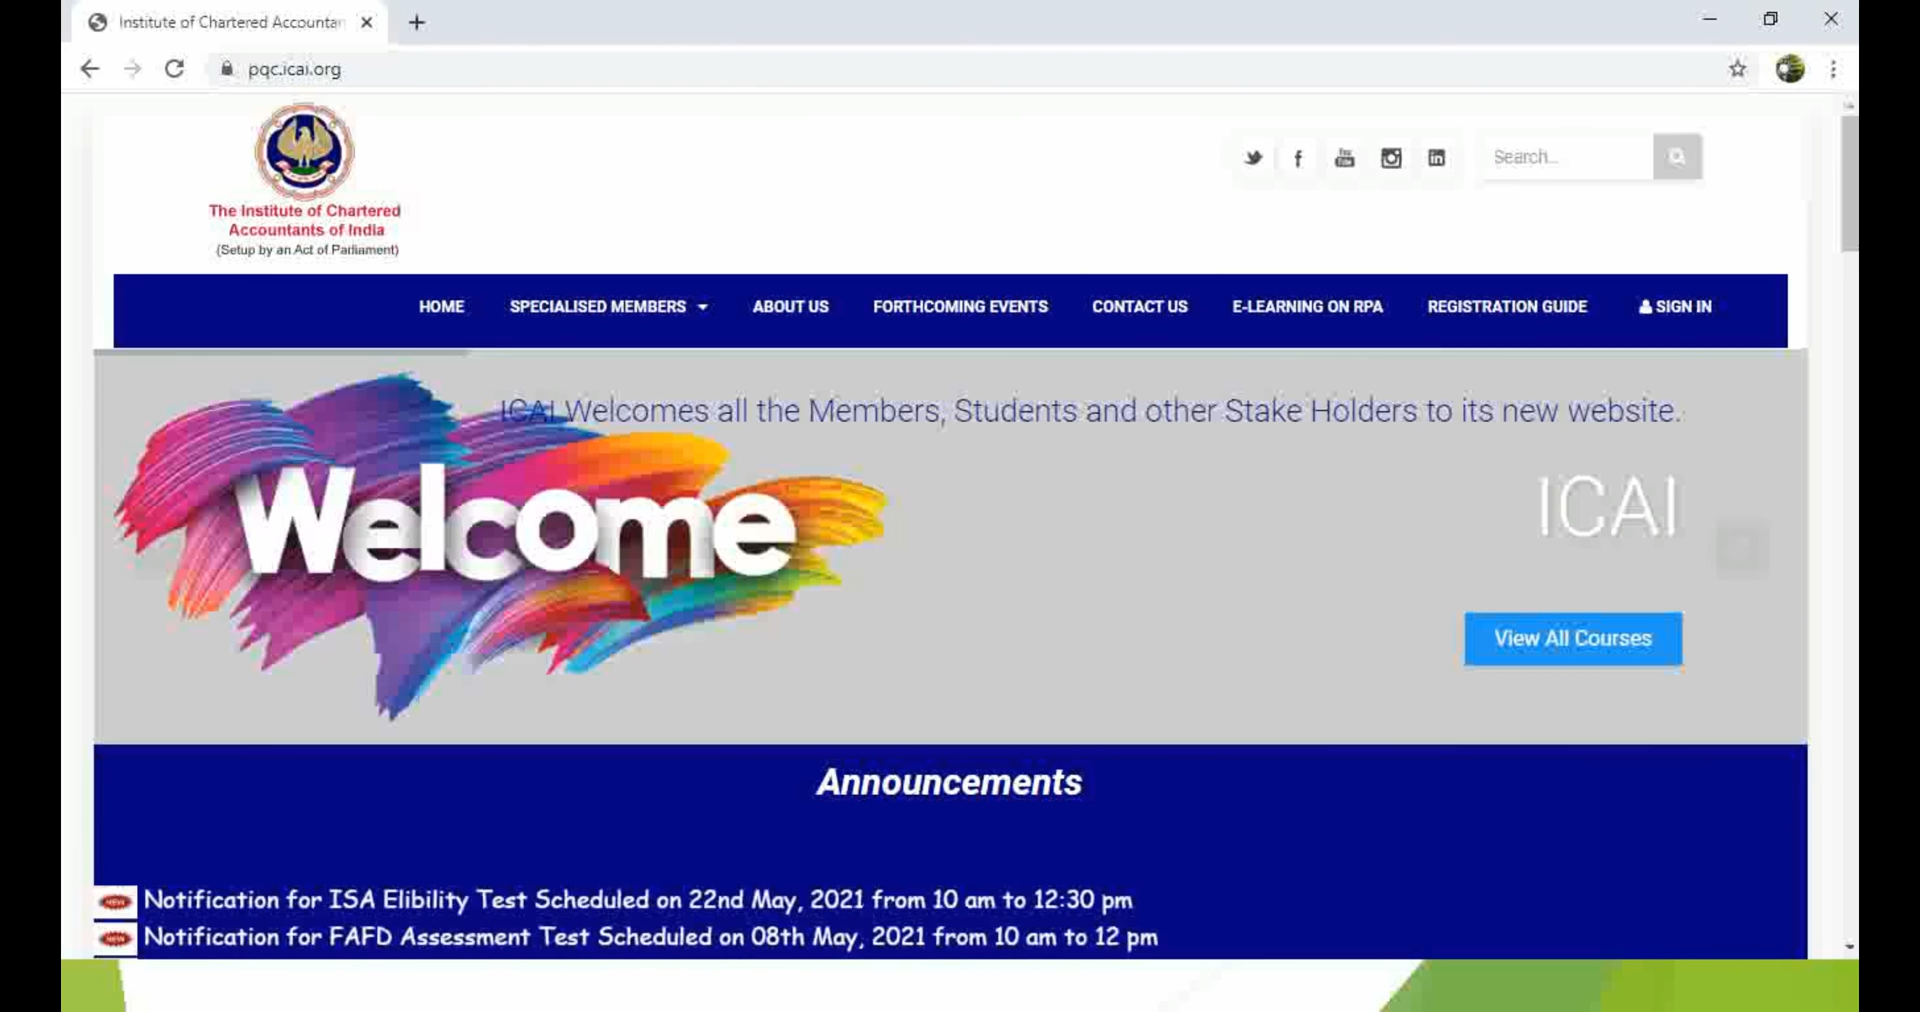 Institute of Chartered Accountan
pqc.icai.org
The Institute of Chartered
Accountants of India
(Setup by an Act of Parliament)
Search...
HOME SPECIALISED MEMBERS ABOUT US FORTHCOMING EVENTS CONTACT US E-LEARNING ON RPA REGISTRATION GUIDE SIGN IN
ICAI Welcomes all the Members, Students and other Stake Holders to its new website.
Welcome
ICAI
View All Courses
Announcements
NEW Notification for ISA Elibility Test Scheduled on 22nd May, 2021 from 10 am to 12:30 pm
NEW Notification for FAFD Assessment Test Scheduled on 08th May, 2021 from 10 am to 12 pm